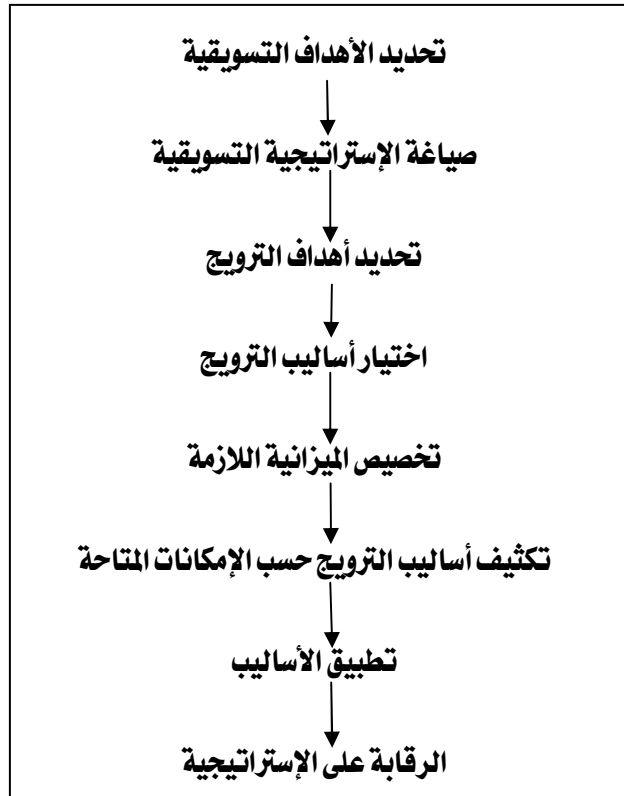 تحديد الأهداف التسويقية
صياغة الإستراتيجية التسويقية
تحديد أهداف الترويج
اختيار أساليب الترويج
تخصيص الميزانية اللازمة
تكثيف أساليب الترويج حسب الإمكانات المتاحة
تطبيق الأساليب
الرقابة على الإستراتيجية